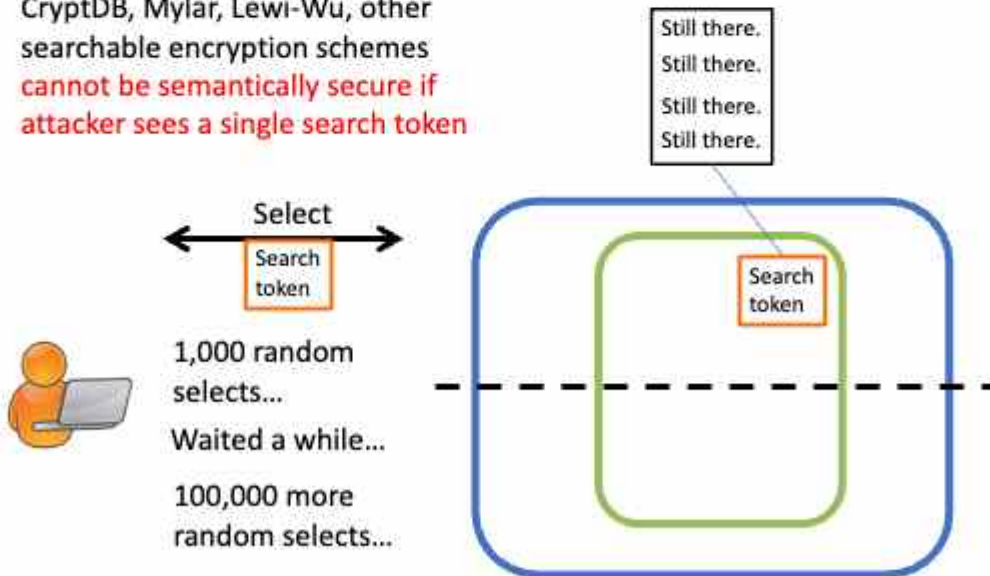 CryptDB, Mylar, Lewi-Wu, other
searchable encryption schemes
cannot be semantically secure if
attacker sees a single search token
Still there.
Still there.
Still there.
Still there.
Select
Search
token
Search
token
1,000 random
selects...
Waited a while...
100,000 more
random selects...